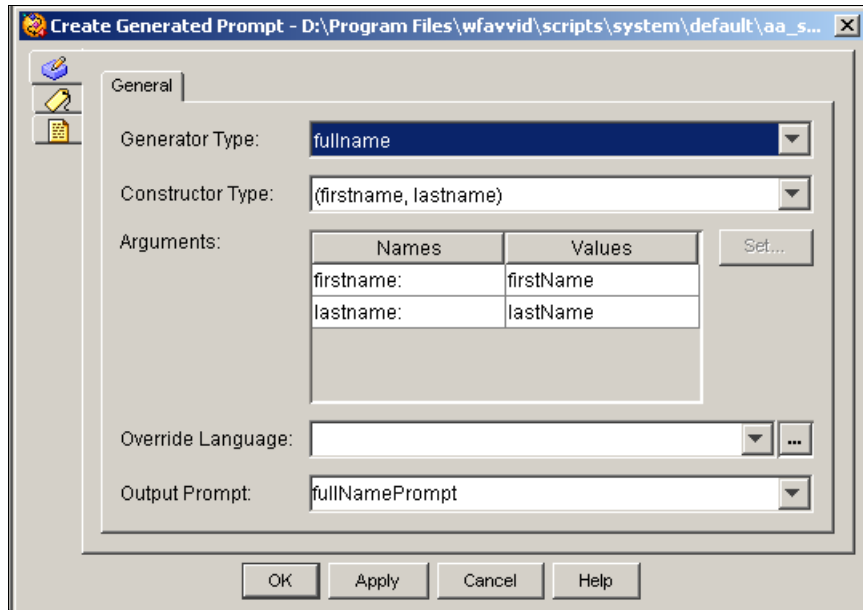 Create Generated Prompt - D:\Program Files\wfavvid\scripts\system\default\aa_s...
General
Generator Type: fullname
Constructor Type: (firstname, lastname)
Arguments: Names Values Set...
firstname: firstName
lastname: lastName
Override Language: ...
Output Prompt: fullNamePrompt
OK Apply Cancel Help